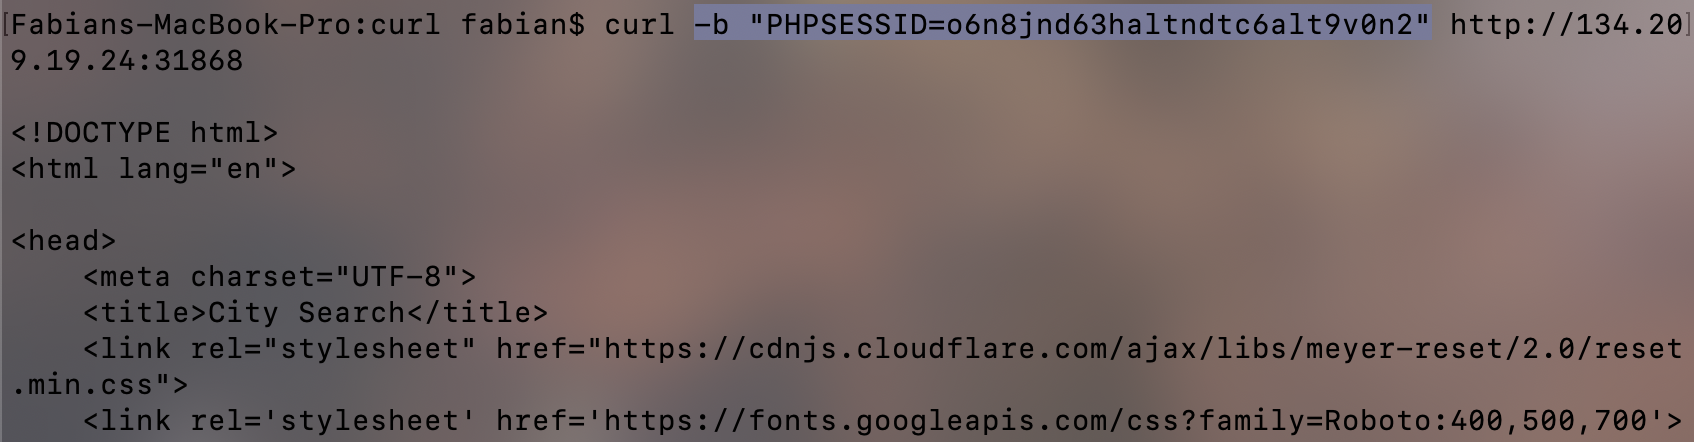 [Fabians-MacBook-Pro:curl fabian$ curl -b "PHPSESSID=o6n8jnd63haltndtc6alt9v0n2" http://134.20]
9.19.24:31868
<!DOCTYPE html>
<html lang="en">
<head>
    <meta charset="UTF-8">
    <title>City Search</title>
    <link rel="stylesheet" href="https://cdnjs.cloudflare.com/ajax/libs/meyer-reset/2.0/reset
.min.css">
    <link rel='stylesheet' href='https://fonts.googleapis.com/css?family=Roboto:400,500,700'>